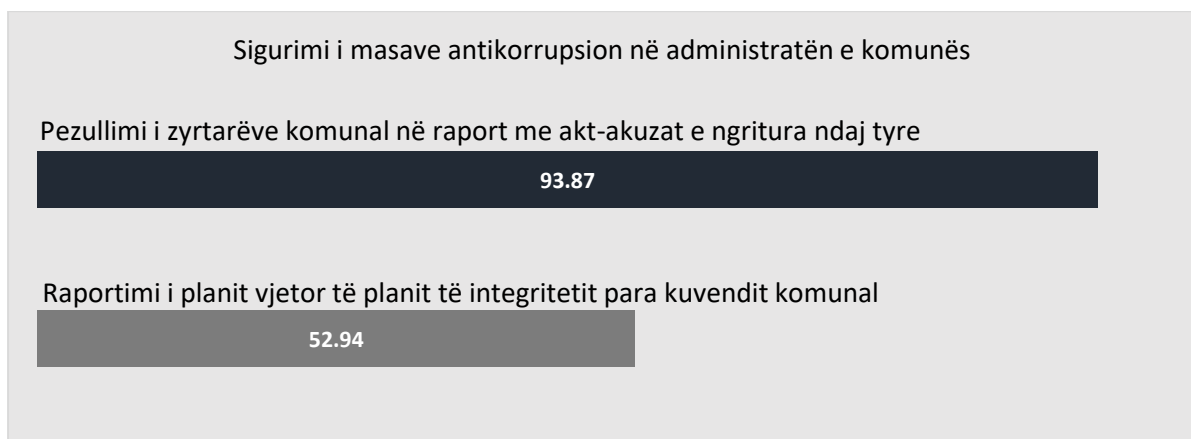 Sigurimi i masave antikorrupsion në administratën e komunës
Pezullimi i zyrtarëve komunal në raport me akt-akuzat e ngritura ndaj tyre
93.87
Raportimi i planit vjetor të planit të integritetit para kuvendit komunal
52.94